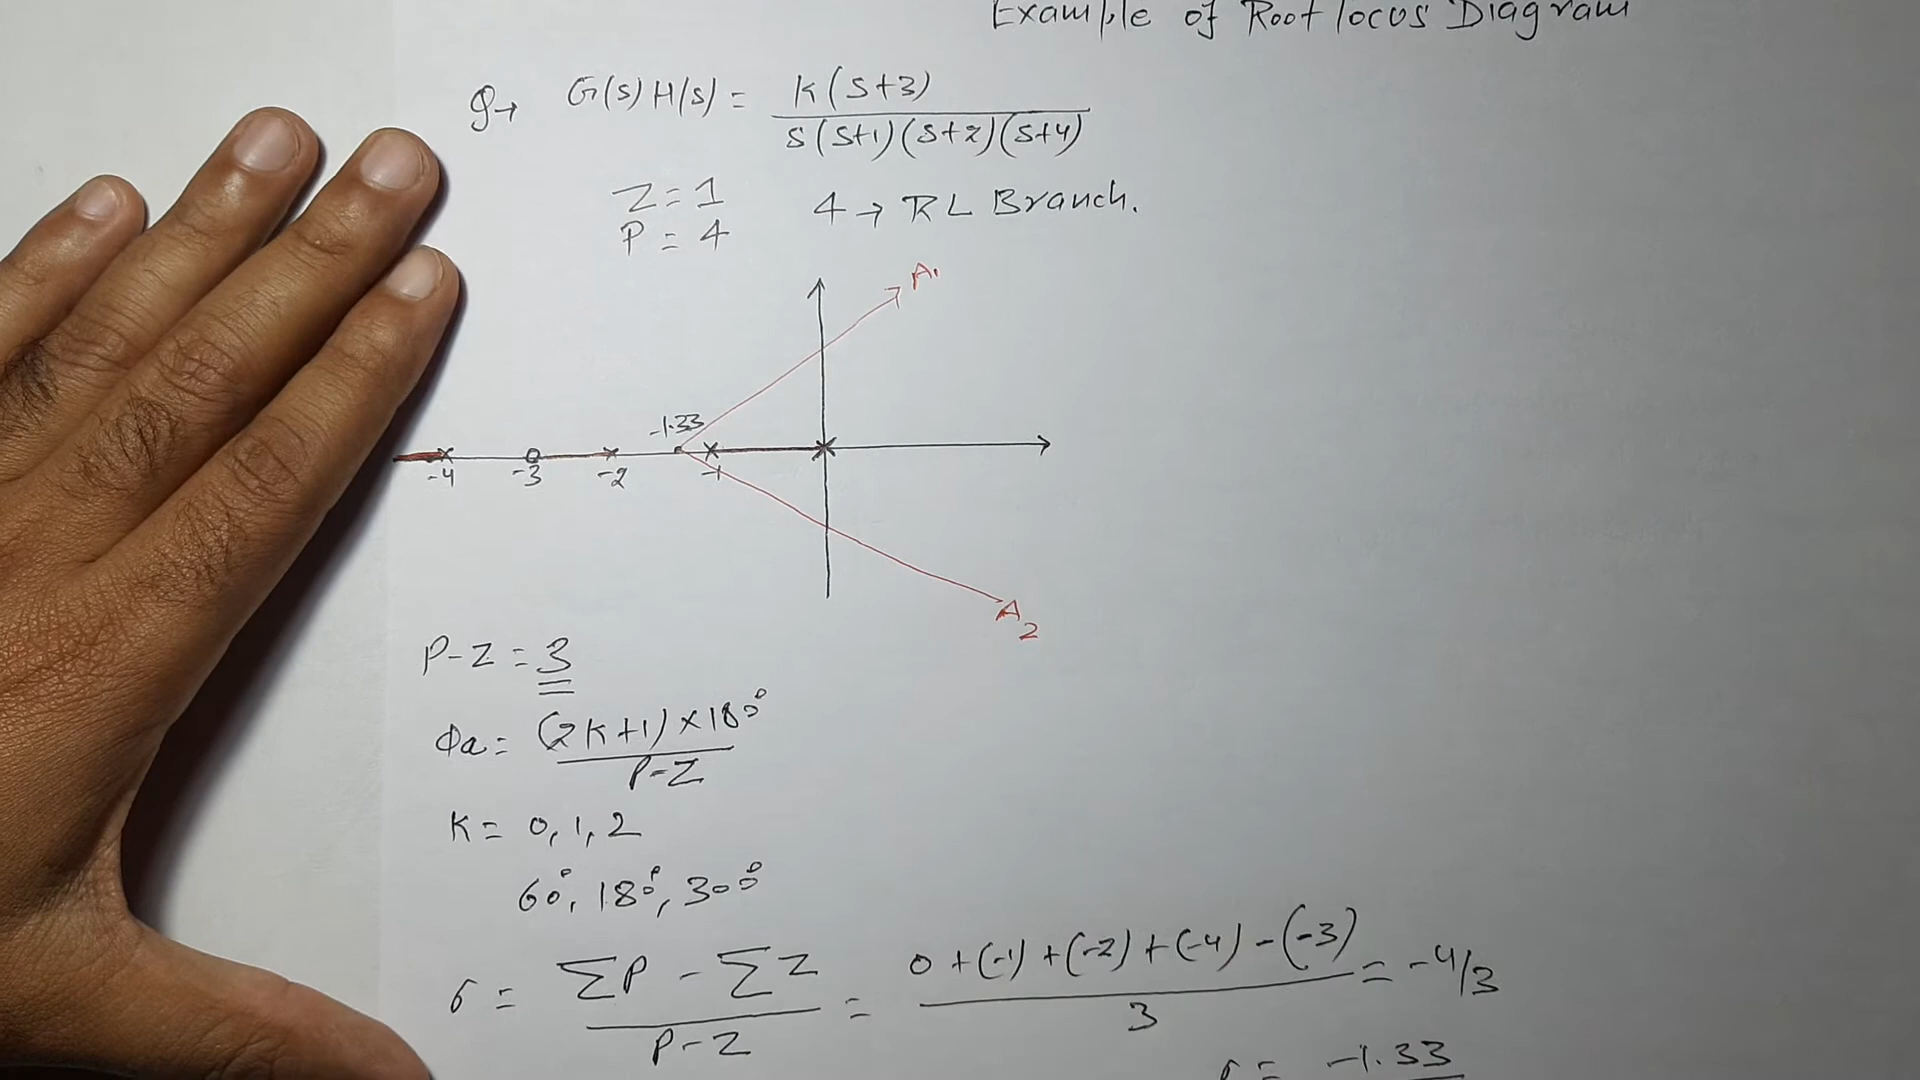 Example of Root locus Diagram
Q→ G(s)H(s) = K(S+3)
S(S+1)(S+2)(S+4)
Z=1
P=4
4 → RL Branch.
A1
-1.33
-4 -3 -2 -1
A2
P-Z = 3
Φa = (2K+1)×180°
P-Z
K = 0, 1, 2
60°, 180°, 300°
σ = ΣP - ΣZ = 0+(-1)+(-2)+(-4)-(-3) = -4/3
P-Z 3
σ = -1.33